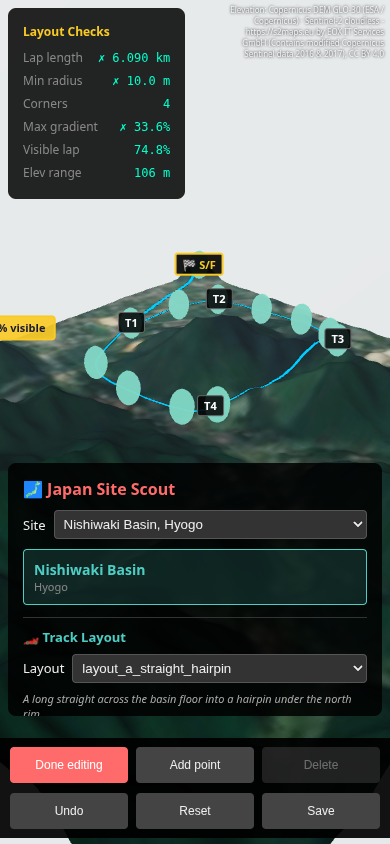 Layout Checks
Lap length ✗ 6.090 km
Min radius ✗ 10.0 m
Corners 4
Max gradient ✗ 33.6%
Visible lap 74.8%
Elev range 106 m
Elevation: Copernicus DEM GLO-30 (ESA /
Copernicus) · Sentinel-2 cloudless -
https://s2maps.eu by EOX IT Services
GmbH (Contains modified Copernicus
Sentinel data 2016 & 2017), CC BY 4.0
🏁 S/F
T2
T1
% visible
T3
T4
🗾 Japan Site Scout
Site Nishiwaki Basin, Hyogo
Nishiwaki Basin
Hyogo
🏎️ Track Layout
Layout layout_a_straight_hairpin
A long straight across the basin floor into a hairpin under the north
rim.
Done editing Add point Delete
Undo Reset Save